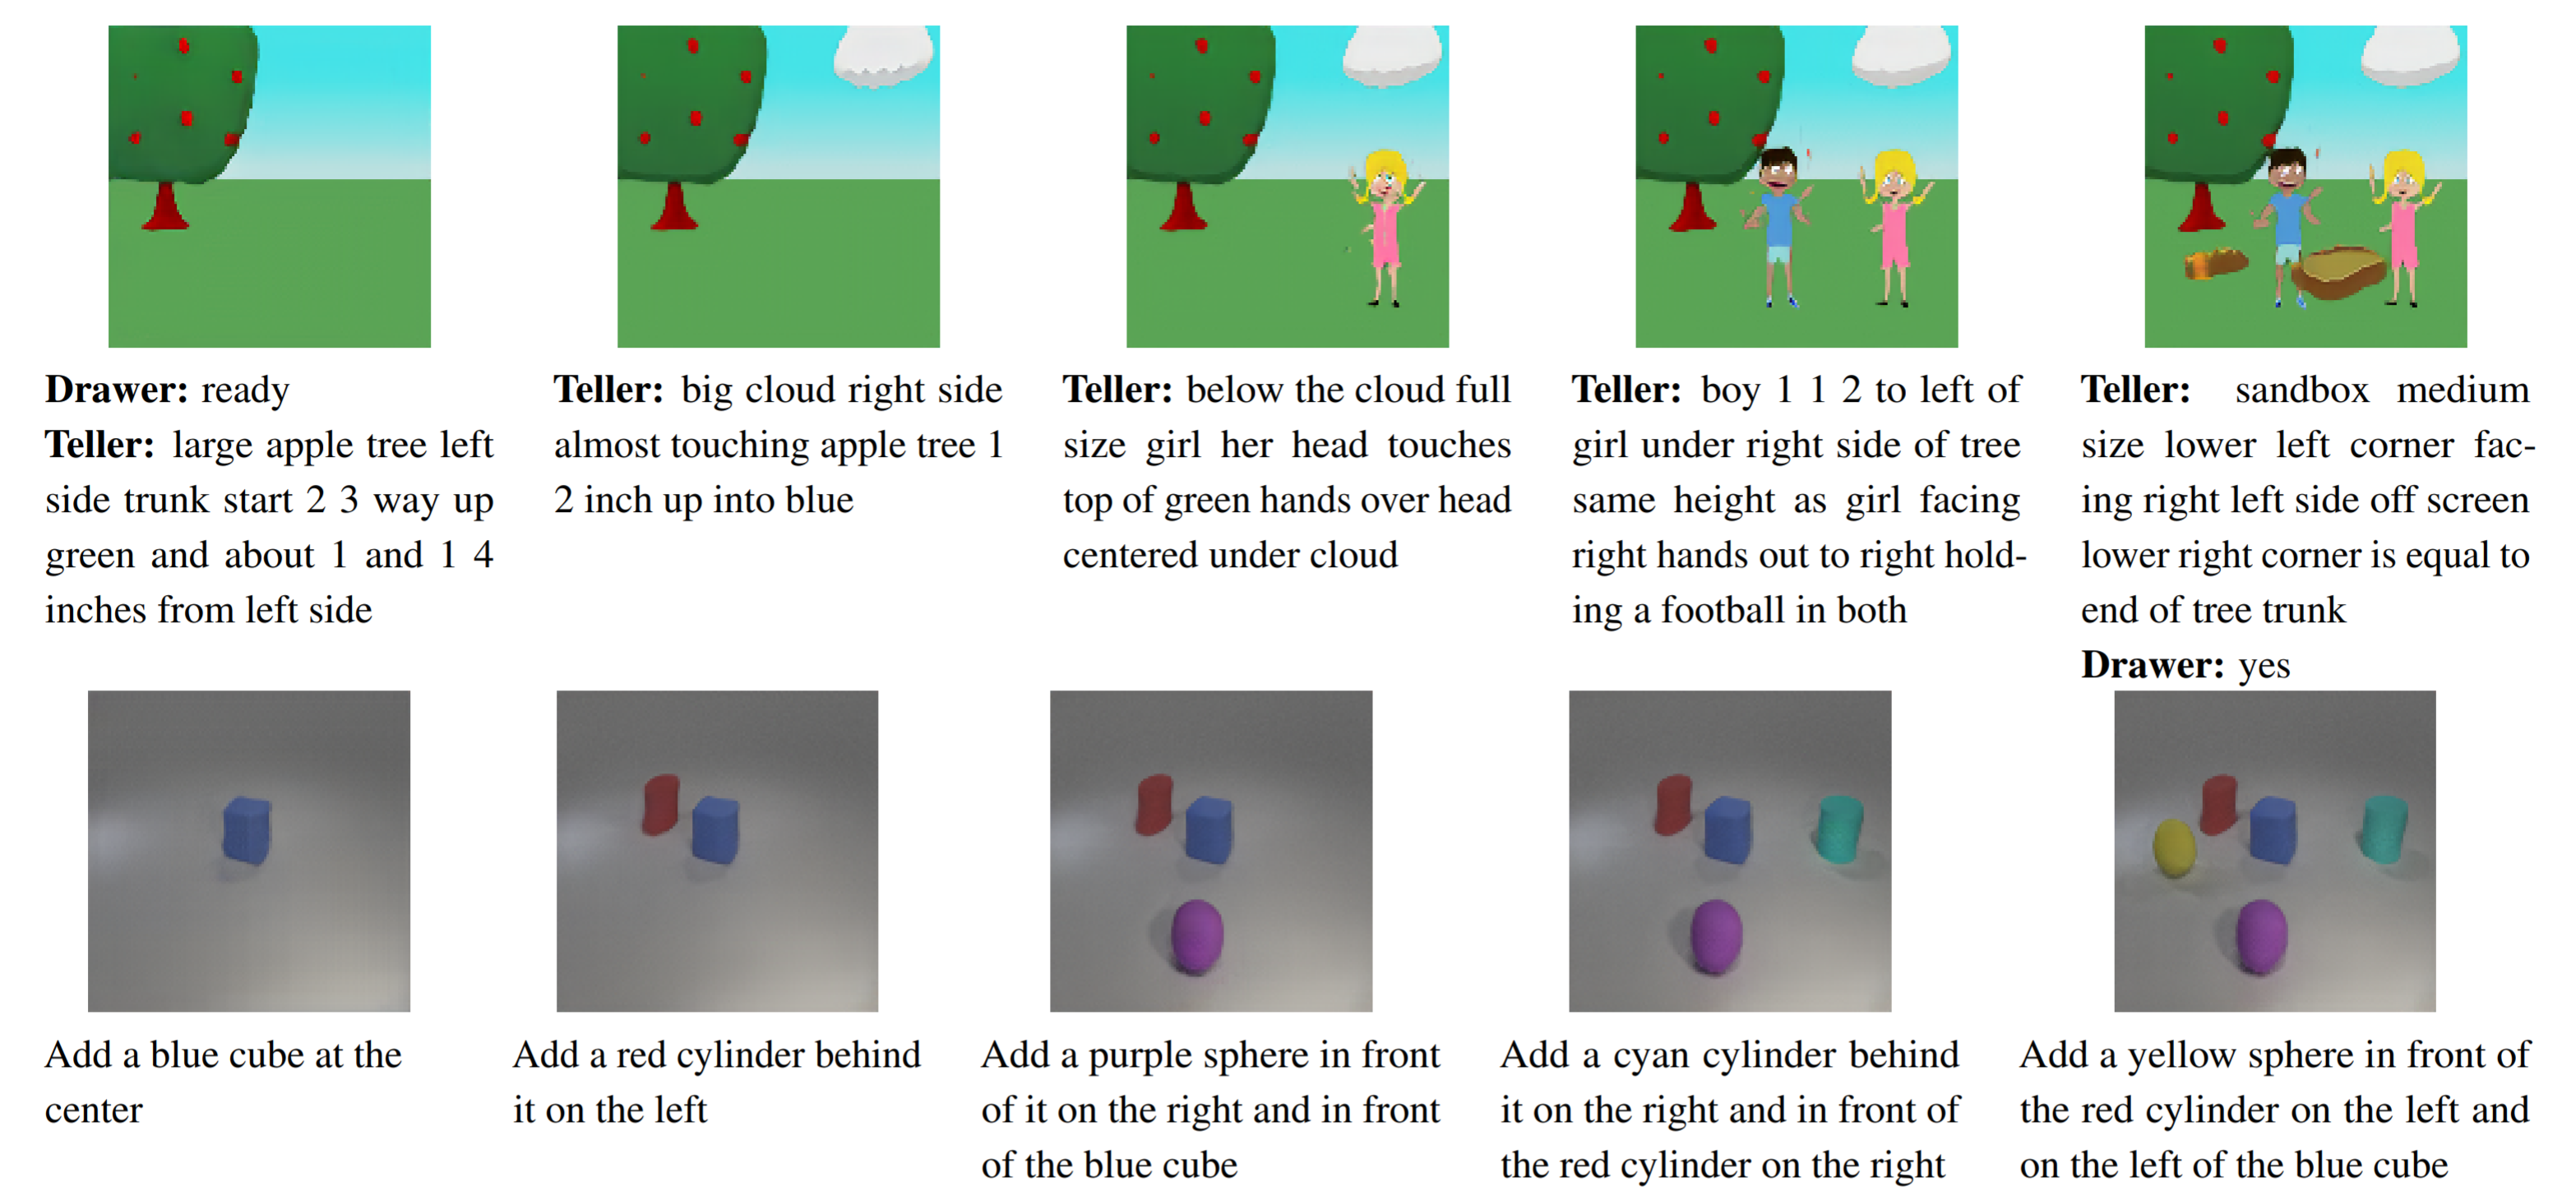 Drawer: ready
Teller: large apple tree left
side trunk start 2 3 way up
green and about 1 and 1 4
inches from left side
Teller: big cloud right side
almost touching apple tree 1
2 inch up into blue
Teller: below the cloud full
size girl her head touches
top of green hands over head
centered under cloud
Teller: boy 1 1 2 to left of
girl under right side of tree
same height as girl facing
right hands out to right hold-
ing a football in both
Teller: sandbox medium
size lower left corner fac-
ing right left side off screen
lower right corner is equal to
end of tree trunk
Drawer: yes
Add a blue cube at the
center
Add a red cylinder behind
it on the left
Add a purple sphere in front
of it on the right and in front
of the blue cube
Add a cyan cylinder behind
it on the right and in front of
the red cylinder on the right
Add a yellow sphere in front of
the red cylinder on the left and
on the left of the blue cube